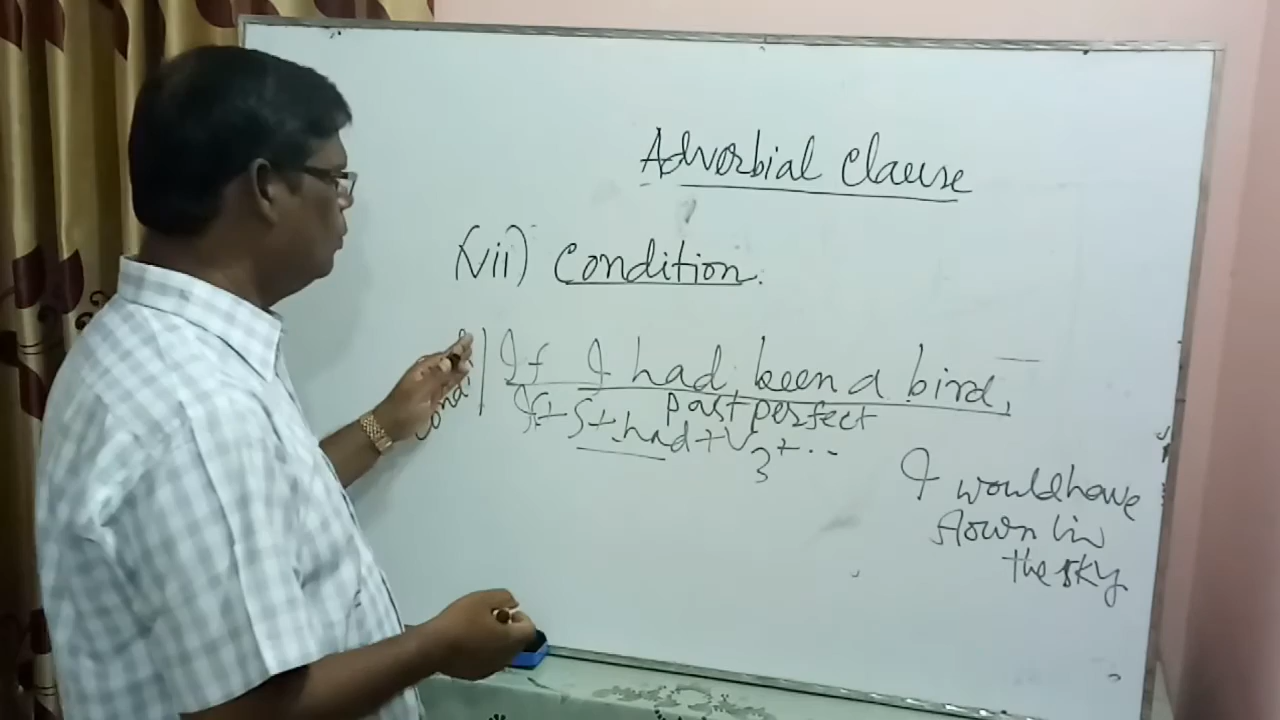 Adverbial Clause
(vii) Condition.
If I had been a bird,
past perfect
If + S + had + V3 + ...
I would have
flown in
the sky